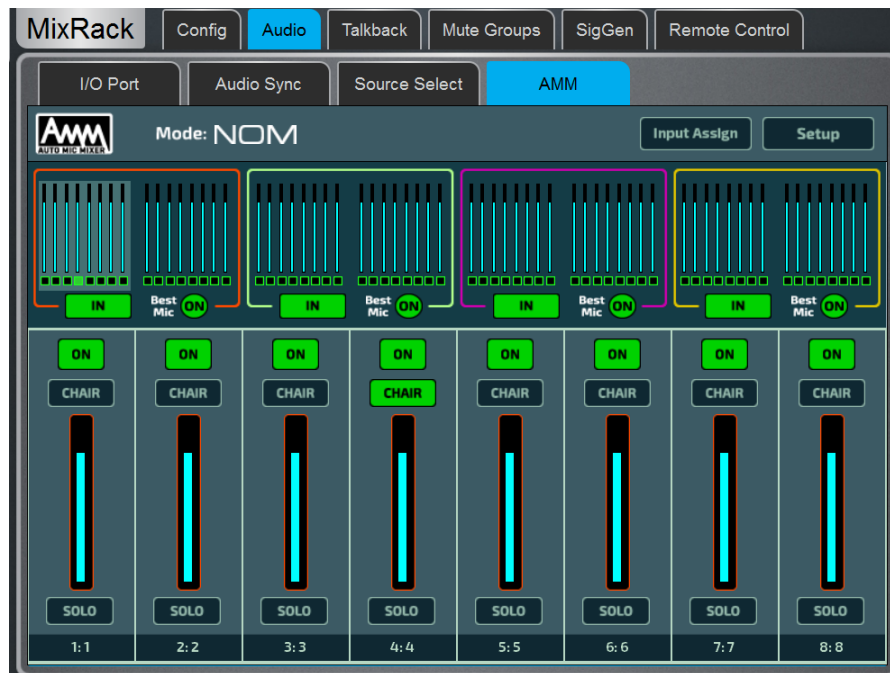 MixRack Config Audio Talkback Mute Groups SigGen Remote Control
I/O Port Audio Sync Source Select AMM
AMM
AUTO MIC MIXER
Mode: NOM Input Assign Setup
IN Best Mic ON IN Best Mic ON IN Best Mic ON IN Best Mic ON
ON ON ON ON ON ON ON ON
CHAIR CHAIR CHAIR CHAIR CHAIR CHAIR CHAIR CHAIR
SOLO SOLO SOLO SOLO SOLO SOLO SOLO SOLO
1:1 2:2 3:3 4:4 5:5 6:6 7:7 8:8